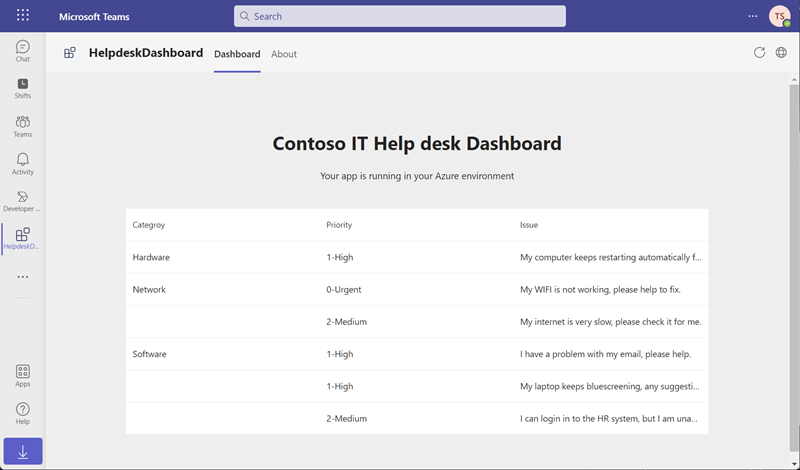 Microsoft Teams
Search
TS
Chat
Shifts
Teams
Activity
Developer ...
HelpdeskD...
Apps
Help
HelpdeskDashboard
Dashboard
About
Contoso IT Help desk Dashboard
Your app is running in your Azure environment
Categroy Priority Issue
Hardware 1-High My computer keeps restarting automatically f...
Network 0-Urgent My WIFI is not working, please help to fix.
2-Medium My internet is very slow, please check it for me.
Software 1-High I have a problem with my email, please help.
1-High My laptop keeps bluescreening, any suggesti...
2-Medium I can login in to the HR system, but I am una...